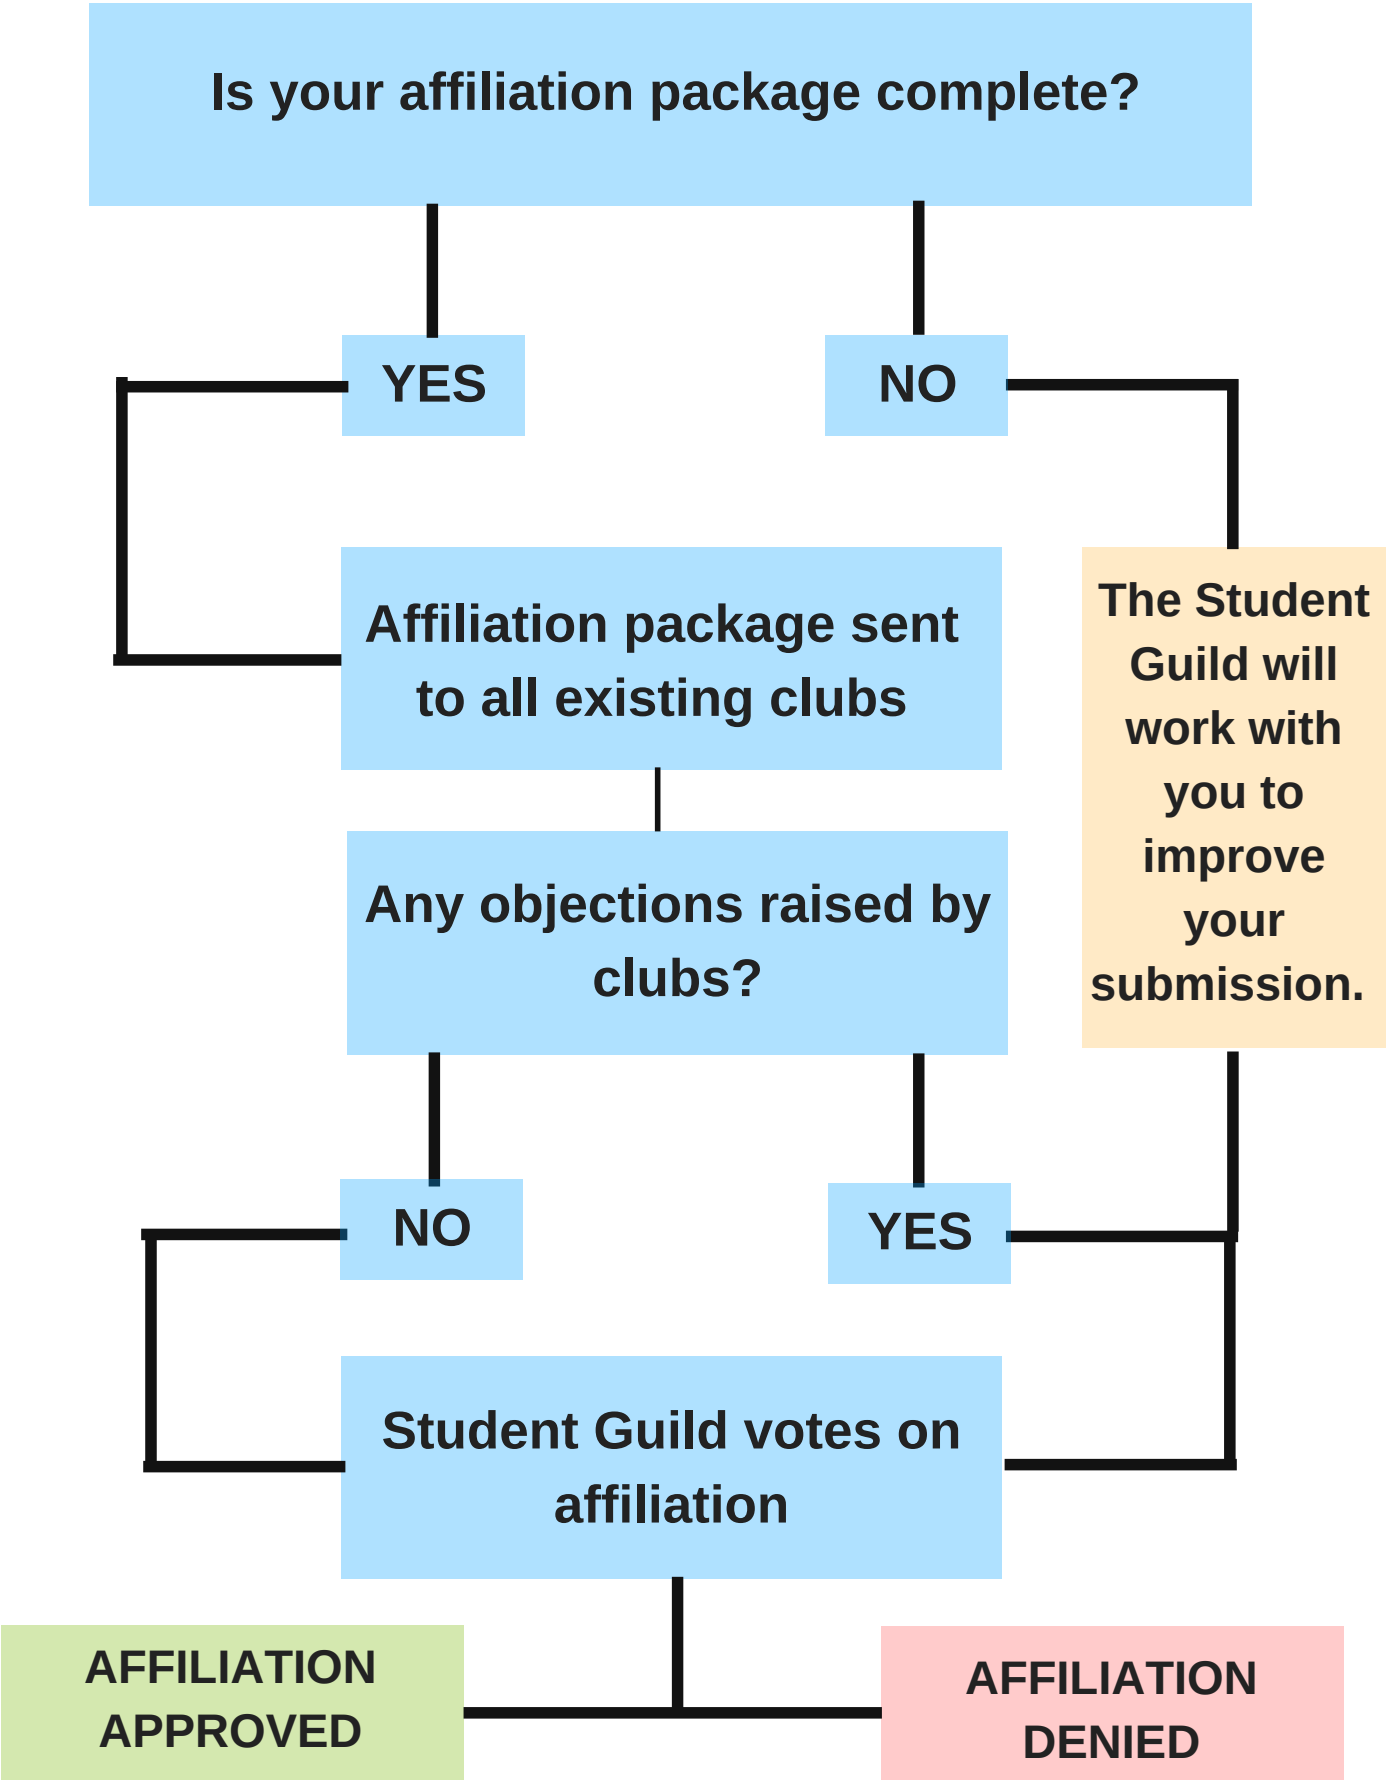 Is your affiliation package complete?
YES
NO
Affiliation package sent
to all existing clubs
The Student
Guild will
work with
you to
improve
your
submission.
Any objections raised by
clubs?
NO
YES
Student Guild votes on
affiliation
AFFILIATION
APPROVED
AFFILIATION
DENIED